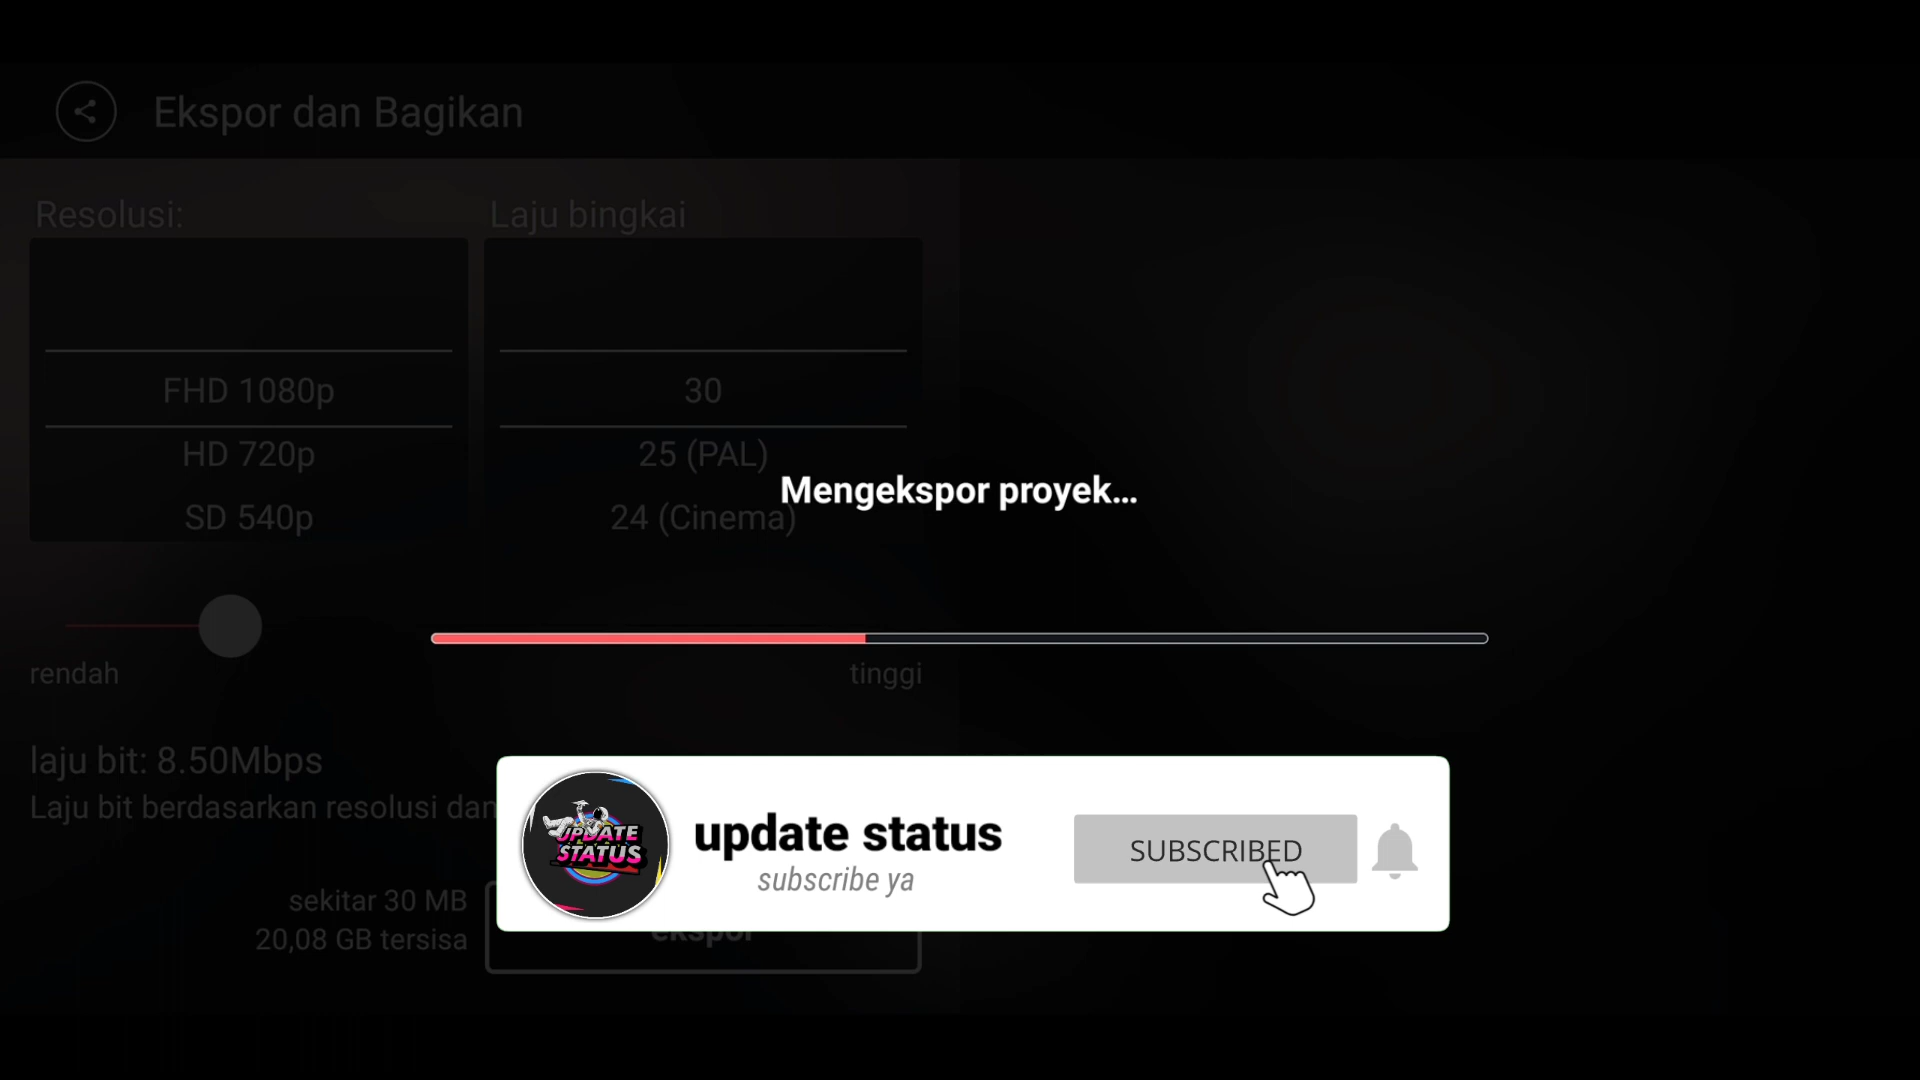 Ekspor dan Bagikan
Resolusi:
Laju bingkai
FHD 1080p
30
HD 720p
25 (PAL)
SD 540p
24 (Cinema)
Mengekspor proyek...
rendah
tinggi
laju bit: 8.50Mbps
Laju bit berdasarkan resolusi dan
UPDATE
STATUS
update status
subscribe ya
SUBSCRIBED
sekitar 30 MB
20,08 GB tersisa
ekspor